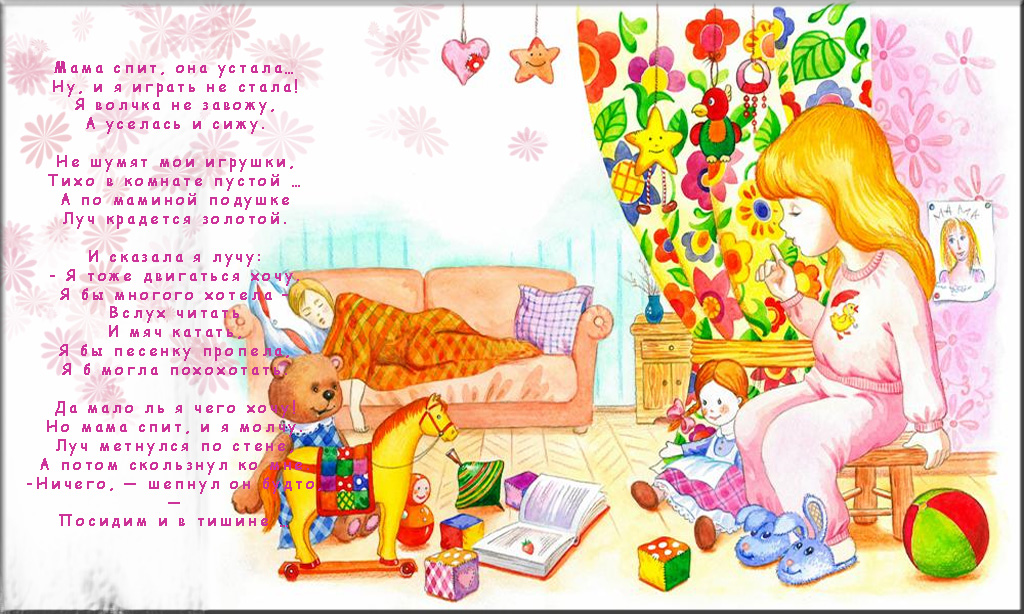 Мама спит, она устала…
Ну, и я играть не стала!
Я волчка не завожу,
А уселась и сижу.
Не шумят мои игрушки,
Тихо в комнате пустой …
А по маминой подушке
Луч крадется золотой.
И сказала я лучу:
- Я тоже двигаться хочу.
Я бы многого хотела -
Вслух читать
И мяч катать.
Я бы песенку пропела,
Я б могла похохотать.
Да мало ль я чего хочу!
Но мама спит, и я молчу.
Луч метнулся по стене,
А потом скользнул ко мне.
-Ничего, — шепнул он будто
—
Посидим и в тишине
МАМА